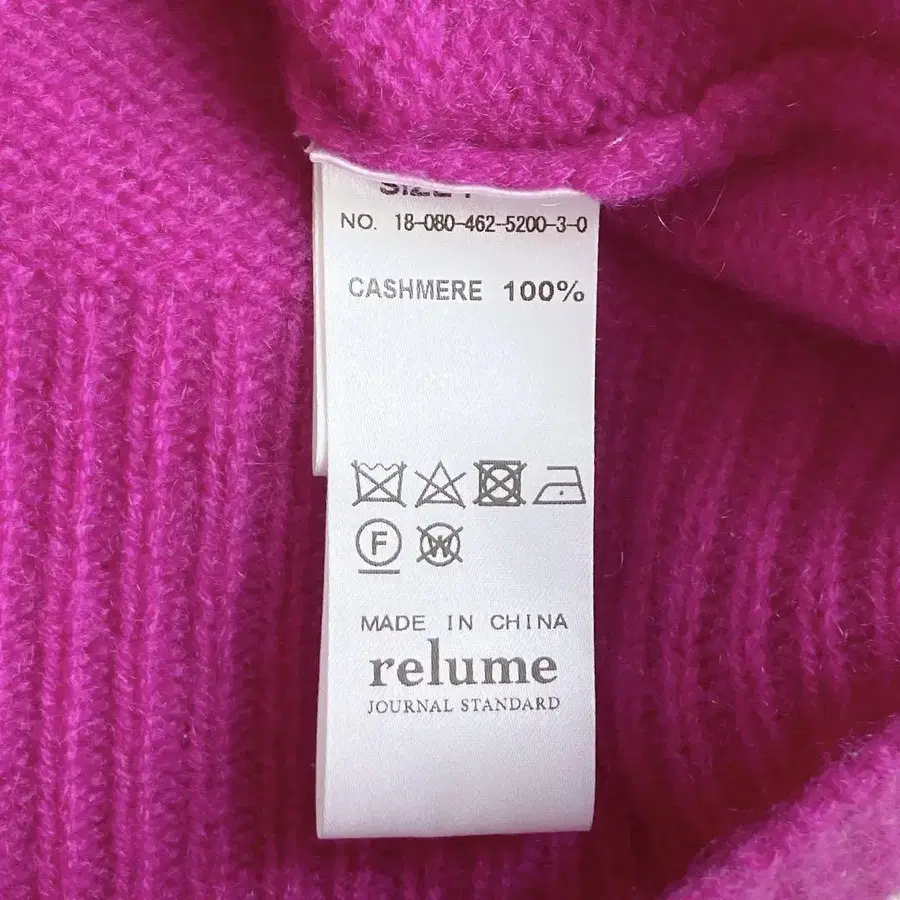 NO. 18-080-462-5200-3-0
CASHMERE 100%
F
W
MADE IN CHINA
relume
JOURNAL STANDARD